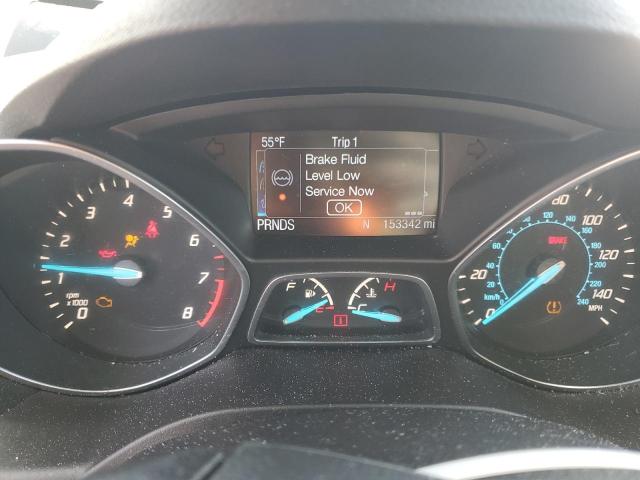 55°F Trip 1
Brake Fluid
Level Low
Service Now
OK
PRNDS N 153342 mi
0 1 2 3 4 5 6 7 8
rpm
x1000
F E
C H
0 20 80 100 120 140
MPH
km/h
20 40 60 80 120 140 160 180 200 220 240
BRAKE